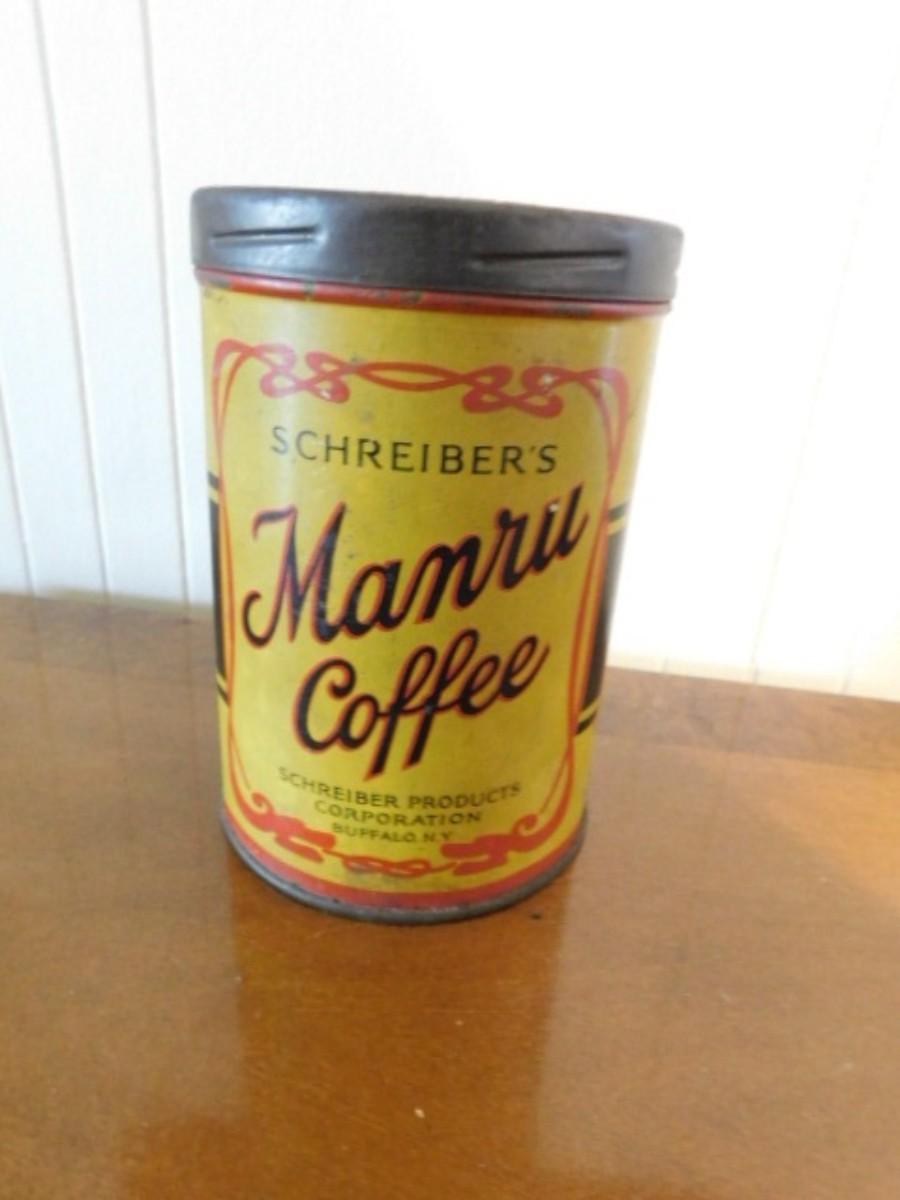 SCHREIBER'S
Manru
Coffee
SCHREIBER PRODUCTS
CORPORATION
BUFFALO, N.Y.